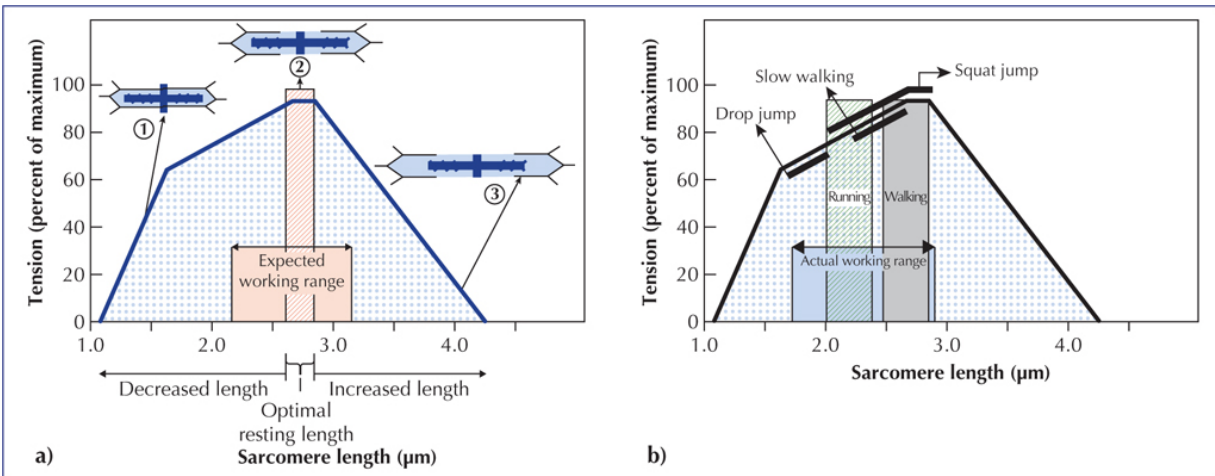 Tension (percent of maximum)
100
80
60
40
20
0
①
②
③
Expected
working range
1.0
2.0
3.0
4.0
Decreased length
Increased length
Optimal
resting length
Sarcomere length (μm)
a)
Tension (percent of maximum)
100
80
60
40
20
0
Slow walking
Squat jump
Drop jump
Running
Walking
Actual working range
1.0
2.0
3.0
4.0
Sarcomere length (μm)
b)